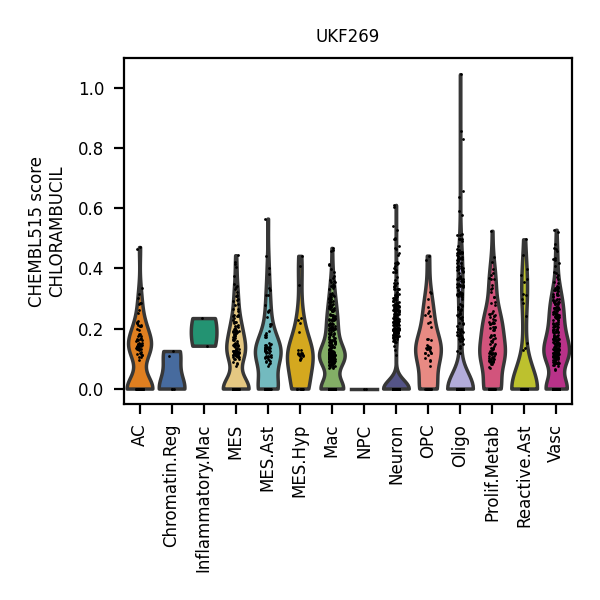 UKF269
CHEMBL515 score
CHLORAMBUCIL
1.0
0.8
0.6
0.4
0.2
0.0
AC
Chromatin.Reg
Inflammatory.Mac
MES
MES.Ast
MES.Hyp
Mac
NPC
Neuron
OPC
Oligo
Prolif.Metab
Reactive.Ast
Vasc